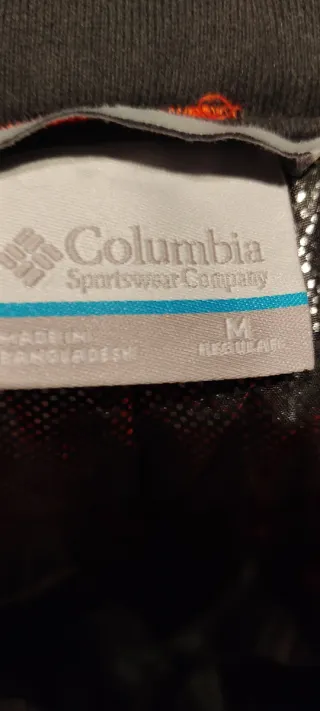 Columbia
Sportswear Company
MADE IN
BANGLADESH
M
REGULAR